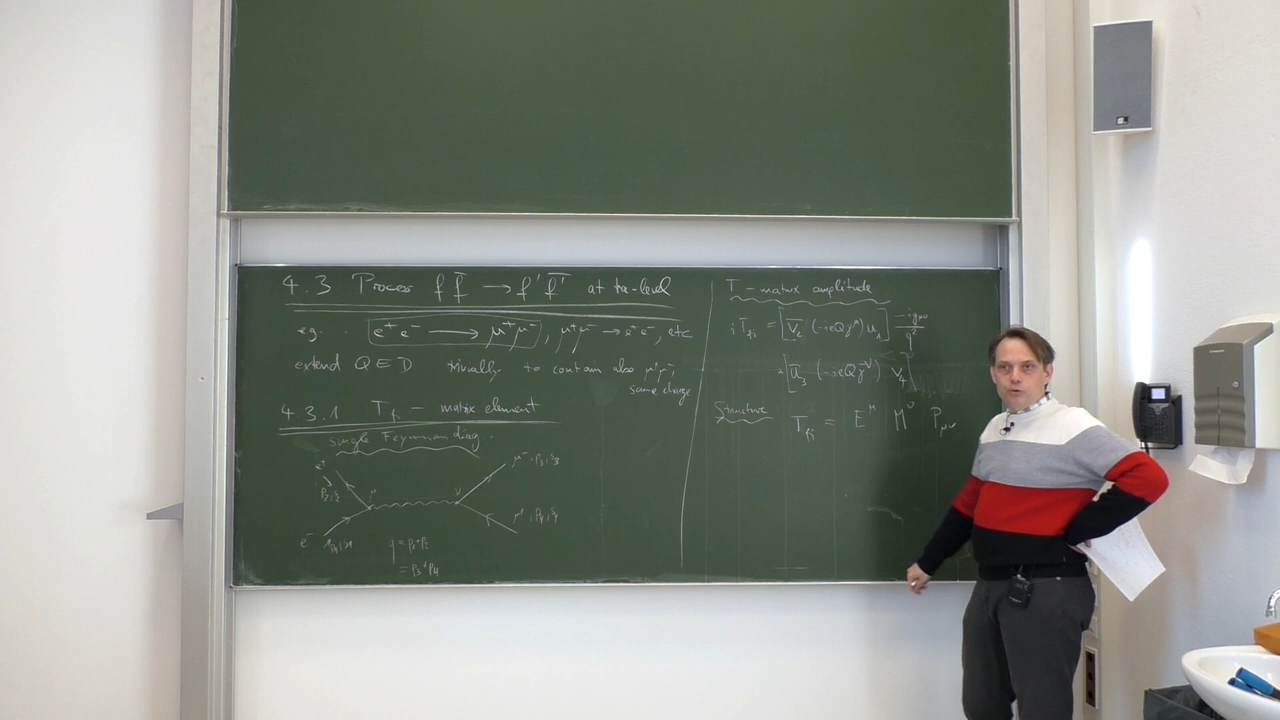 4.3 Process f f̄ → f' f̄' at tree-level
e.g. e⁺ e⁻ → μ⁺ μ⁻, μ⁺μ⁻ → e⁺e⁻, etc
extend QED trivially to contain also μ⁺, μ⁻
same charge
4.3.1 T_fi - matrix element
single Feynman diag.
e⁺
p₂, s₂
μ
ν
μ⁻, p₃, s₃
μ⁺, p₄, s₄
e⁻ p₁, s₁
q = p₁+p₂
= p₃+p₄
T-matrix amplitude
i T_fi = [v̄₂ (-ieQγ^μ) u₁] -ig_μν / q²
· [ū₃ (-ieQγ^ν) v₄]
Structure T_fi = E^μ M^ν P_μν